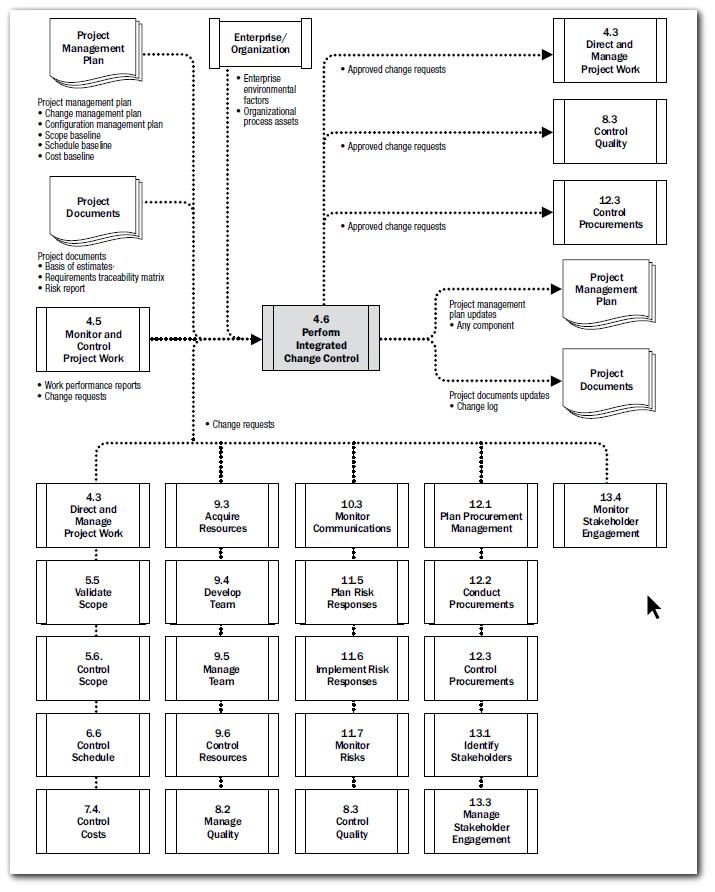 Project
Management
Plan
Project management plan
• Change management plan
• Configuration management plan
• Scope baseline
• Schedule baseline
• Cost baseline
Enterprise/
Organization
• Enterprise
environmental
factors
• Organizational
process assets
• Approved change requests
4.3
Direct and
Manage
Project Work
• Approved change requests
8.3
Control
Quality
• Approved change requests
12.3
Control
Procurements
Project
Documents
Project documents
• Basis of estimates·
• Requirements traceability matrix
• Risk report
4.5
Monitor and
Control
Project Work
• Work performance reports
• Change requests
4.6
Perform
Integrated
Change Control
Project management
plan updates
• Any component
Project
Management
Plan
Project documents updates
• Change log
Project
Documents
• Change requests
4.3
Direct and
Manage
Project Work
9.3
Acquire
Resources
10.3
Monitor
Communications
12.1
Plan Procurement
Management
13.4
Monitor
Stakeholder
Engagement
5.5
Validate
Scope
9.4
Develop
Team
11.5
Plan Risk
Responses
12.2
Conduct
Procurements
5.6.
Control
Scope
9.5
Manage
Team
11.6
Implement Risk
Responses
12.3
Control
Procurements
6.6
Control
Schedule
9.6
Control
Resources
11.7
Monitor
Risks
13.1
Identify
Stakeholders
7.4.
Control
Costs
8.2
Manage
Quality
8.3
Control
Quality
13.3
Manage
Stakeholder
Engagement